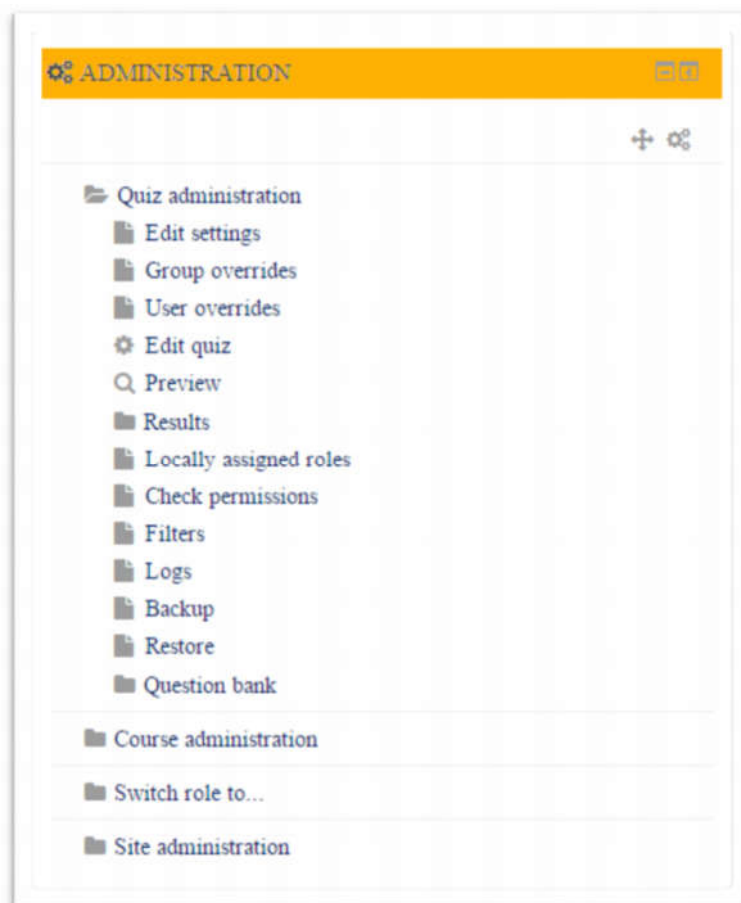 ADMINISTRATION
Quiz administration
Edit settings
Group overrides
User overrides
Edit quiz
Preview
Results
Locally assigned roles
Check permissions
Filters
Logs
Backup
Restore
Question bank
Course administration
Switch role to...
Site administration